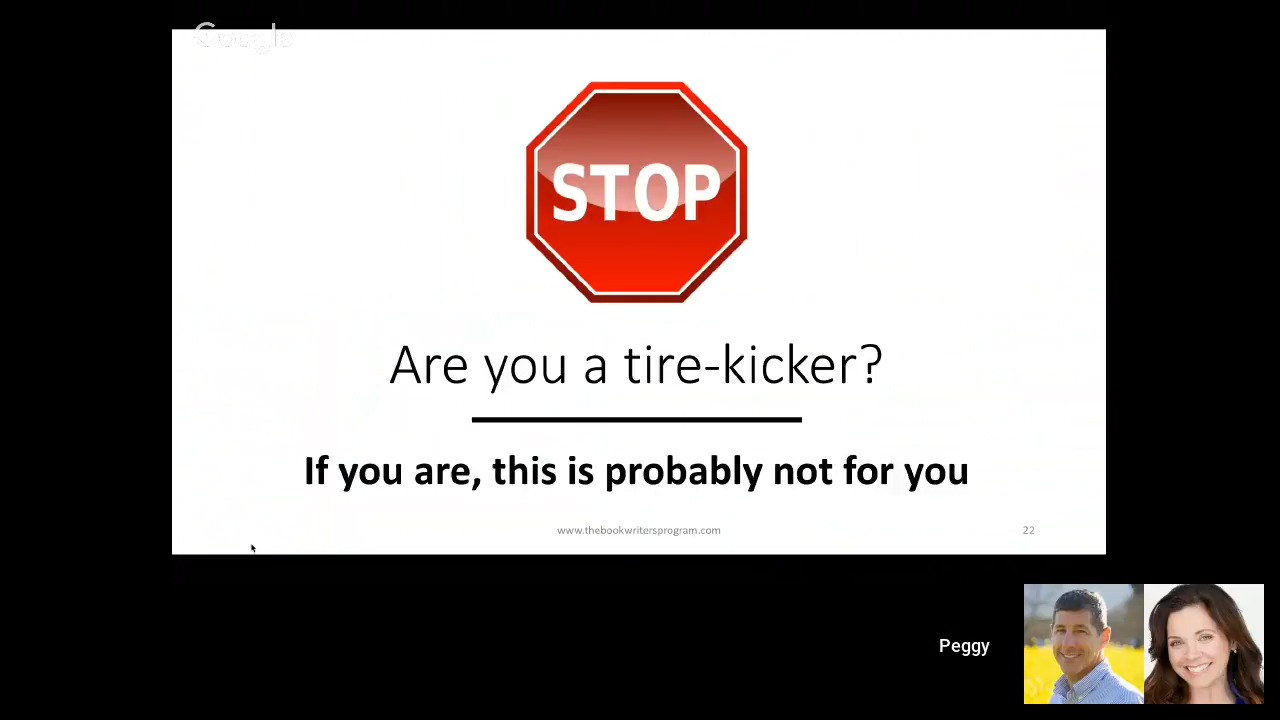 Google
STOP
Are you a tire-kicker?
If you are, this is probably not for you
www.thebookwritersprogram.com
22
Peggy